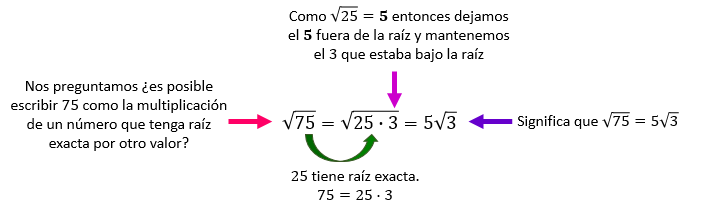 Como √25 = 5 entonces dejamos
el 5 fuera de la raíz y mantenemos
el 3 que estaba bajo la raíz
Nos preguntamos ¿es posible
escribir 75 como la multiplicación
de un número que tenga raíz
exacta por otro valor?
√75 = √(25 · 3) = 5√3
Significa que √75 = 5√3
25 tiene raíz exacta.
75 = 25 · 3